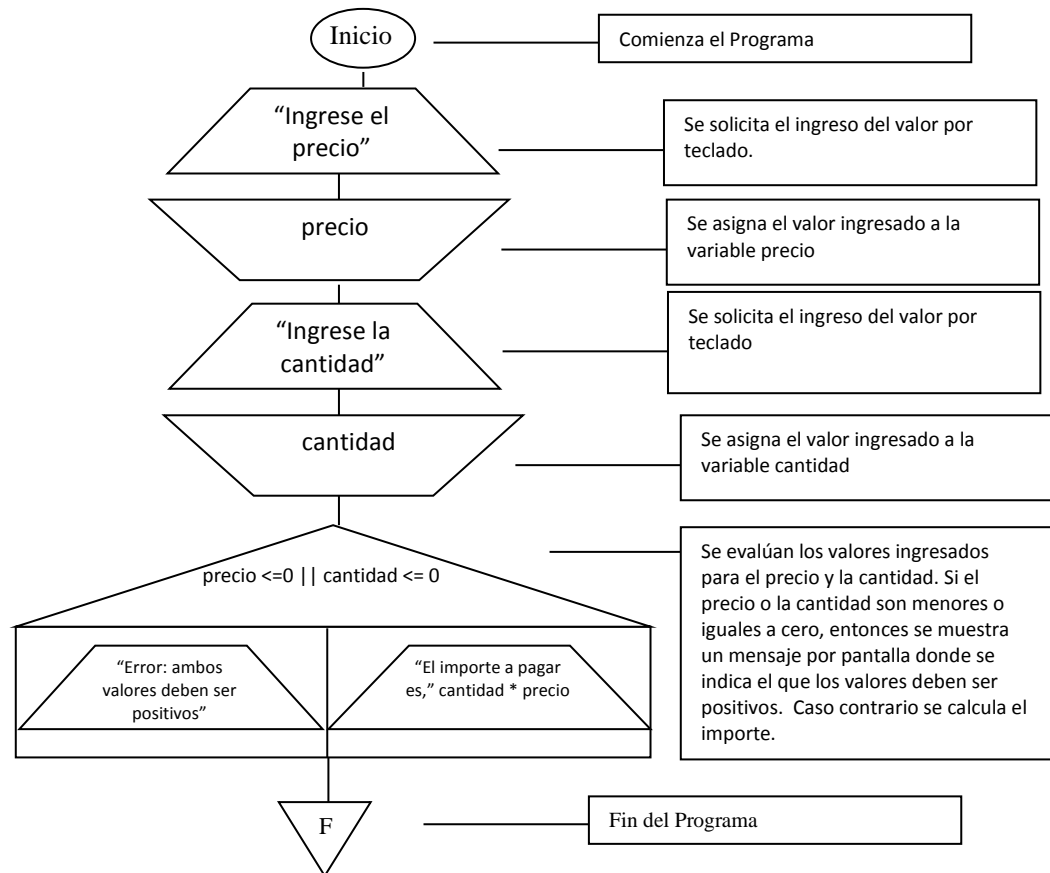 Inicio
Comienza el Programa
“Ingrese el
precio”
Se solicita el ingreso del valor por
teclado.
precio
Se asigna el valor ingresado a la
variable precio
“Ingrese la
cantidad”
Se solicita el ingreso del valor por
teclado
cantidad
Se asigna el valor ingresado a la
variable cantidad
precio <=0 || cantidad <= 0
Se evalúan los valores ingresados
para el precio y la cantidad. Si el
precio o la cantidad son menores o
iguales a cero, entonces se muestra
un mensaje por pantalla donde se
indica el que los valores deben ser
positivos. Caso contrario se calcula el
importe.
“Error: ambos
valores deben ser
positivos”
“El importe a pagar
es,” cantidad * precio
F
Fin del Programa